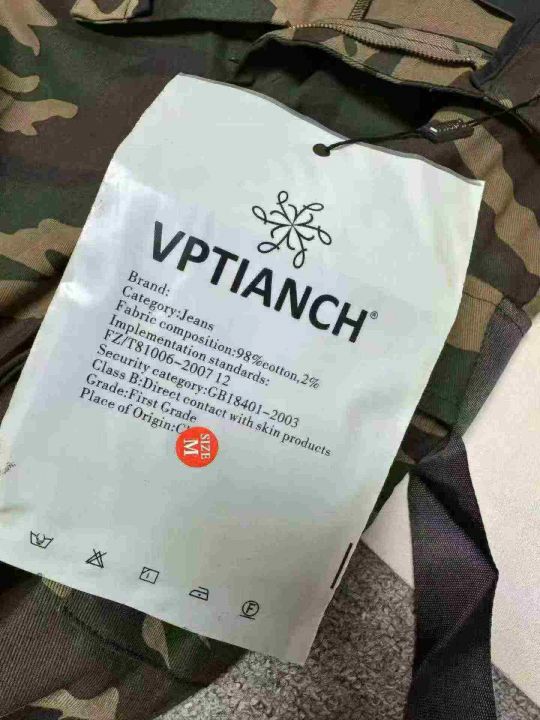 VPTIANCH®
Brand:
Category:Jeans
Fabric composition:98%cotton,2%
Implementation standards:
FZ/T81006-2007 12
Security category:GB18401-2003
Class B:Direct contact with skin products
Grade:First Grade
Place of Origin:
SIZE
M